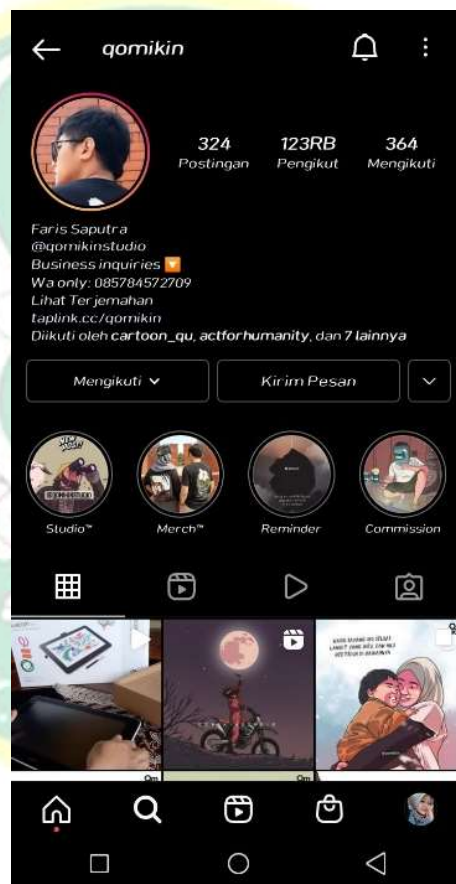 qomikin
324 123RB 364
Postingan Pengikut Mengikuti
Faris Saputra
@qomikinstudio
Business inquiries 🔽
Wa only: 085784572709
Lihat Terjemahan
taplink.cc/qomikin
Diikuti oleh cartoon_qu, actforhumanity, dan 7 lainnya
Mengikuti Kirim Pesan
Studio™ Merch™ Reminder Commission